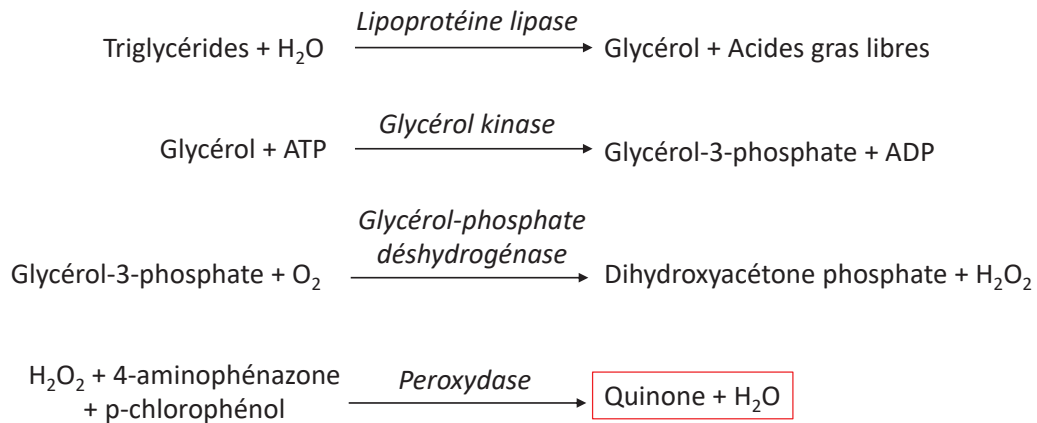 Lipoprotéine lipase
Triglycérides + H₂O → Glycérol + Acides gras libres
Glycérol kinase
Glycérol + ATP → Glycérol-3-phosphate + ADP
Glycérol-phosphate
déshydrogénase
Glycérol-3-phosphate + O₂ → Dihydroxyacétone phosphate + H₂O₂
H₂O₂ + 4-aminophénazone
+ p-chlorophénol
Peroxydase
→ Quinone + H₂O